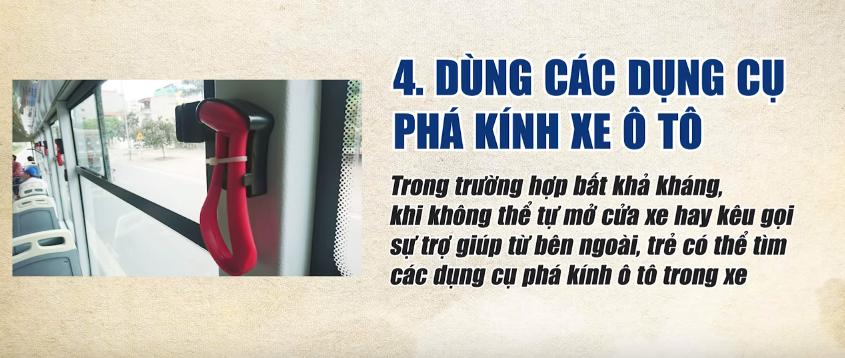 4. DÙNG CÁC DỤNG CỤ
PHÁ KÍNH XE Ô TÔ
Trong trường hợp bất khả kháng,
khi không thể tự mở cửa xe hay kêu gọi
sự trợ giúp từ bên ngoài, trẻ có thể tìm
các dụng cụ phá kính ô tô trong xe